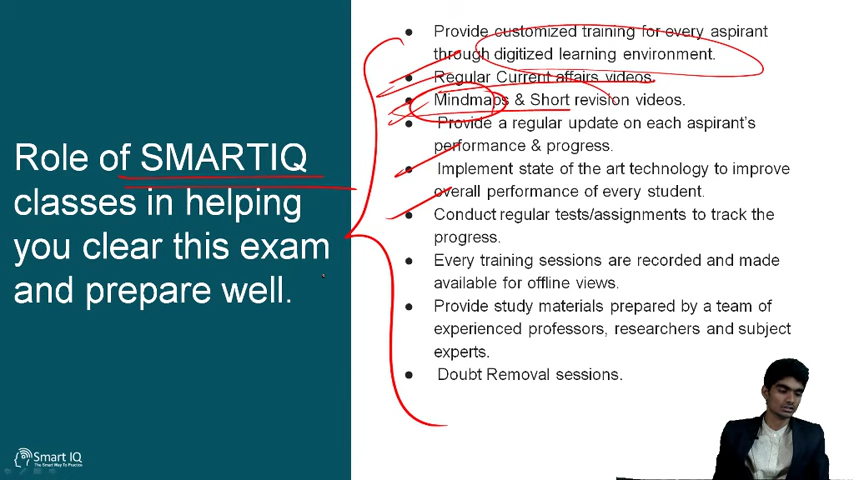 Role of SMARTIQ
classes in helping
you clear this exam
and prepare well.
Provide customized training for every aspirant
through digitized learning environment.
Regular Current affairs videos.
Mindmaps & Short revision videos.
Provide a regular update on each aspirant's
performance & progress.
Implement state of the art technology to improve
overall performance of every student.
Conduct regular tests/assignments to track the
progress.
Every training sessions are recorded and made
available for offline views.
Provide study materials prepared by a team of
experienced professors, researchers and subject
experts.
Doubt Removal sessions.
Smart IQ
The Smart Way To Practice